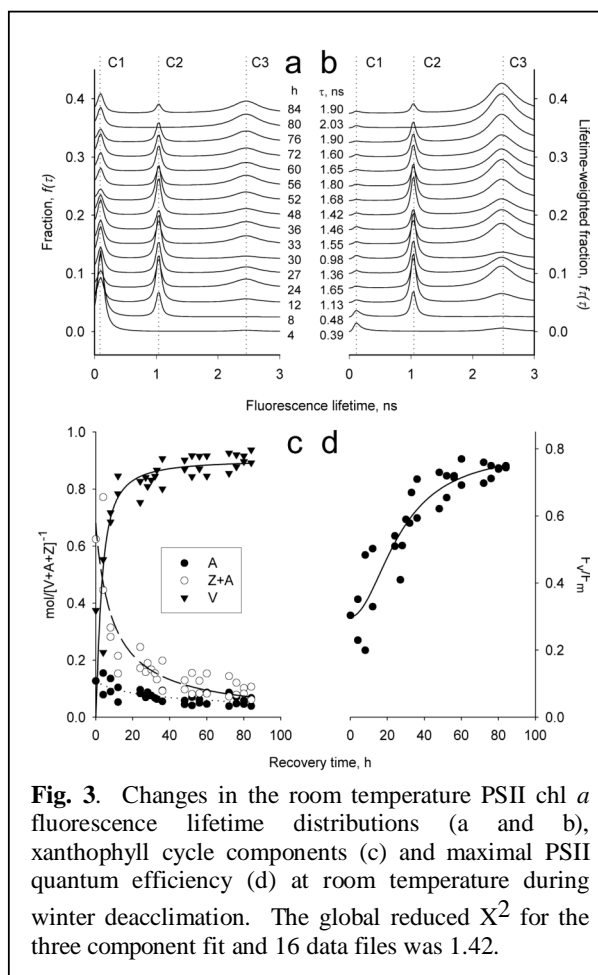 C1 C2 C3 C1 C2 C3
a b
h τ, ns
0.4 84 1.90 0.4
80 2.03
76 1.90
0.3 72 1.60 0.3
60 1.65
56 1.80
52 1.68
0.2 48 1.42 0.2
36 1.46
33 1.55
0.1 30 0.98 0.1
27 1.36
24 1.65
12 1.13
0.0 8 0.48 0.0
4 0.39
Fraction, f(τ)
Lifetime-weighted fraction, fτ(τ)
0 1 2 3 0 1 2 3
Fluorescence lifetime, ns
1.0 c d
0.8 0.8
0.6 0.6
0.4 0.4
0.2 0.2
0.0 0.0
mol/[V+A+Z]-1
A
Z+A
V
Fv/Fm
0 20 40 60 80 100 0 20 40 60 80 100
Recovery time, h
Fig. 3. Changes in the room temperature PSII chl a
fluorescence lifetime distributions (a and b),
xanthophyll cycle components (c) and maximal PSII
quantum efficiency (d) at room temperature during
winter deacclimation. The global reduced X2 for the
three component fit and 16 data files was 1.42.